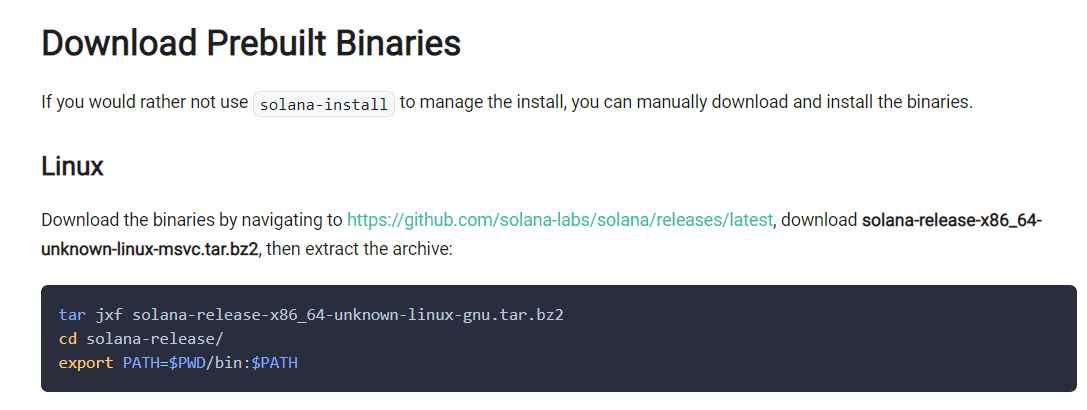 Download Prebuilt Binaries
If you would rather not use solana-install to manage the install, you can manually download and install the binaries.
Linux
Download the binaries by navigating to https://github.com/solana-labs/solana/releases/latest, download solana-release-x86_64-
unknown-linux-msvc.tar.bz2, then extract the archive:
tar jxf solana-release-x86_64-unknown-linux-gnu.tar.bz2
cd solana-release/
export PATH=$PWD/bin:$PATH